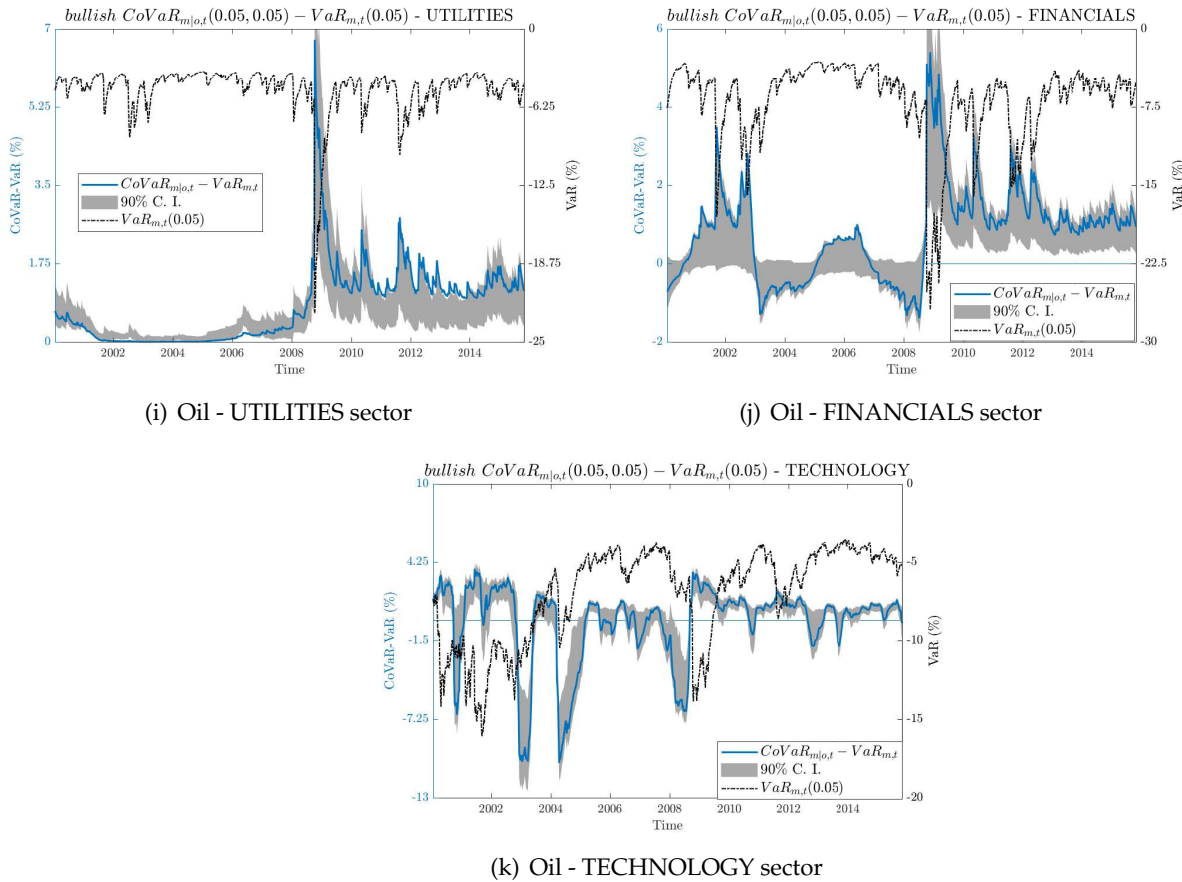 bullish CoVaR_{m|o,t}(0.05, 0.05) − VaR_{m,t}(0.05) - UTILITIES
7
5.25
3.5
1.75
0
CoVaR-VaR (%)
0
-6.25
-12.5
-18.75
-25
VaR (%)
CoVaR_{m|o,t} − VaR_{m,t}
90% C. I.
VaR_{m,t}(0.05)
2002 2004 2006 2008 2010 2012 2014
Time
(i) Oil - UTILITIES sector
bullish CoVaR_{m|o,t}(0.05, 0.05) − VaR_{m,t}(0.05) - FINANCIALS
6
4
2
0
-2
CoVaR-VaR (%)
0
-7.5
-15
-22.5
-30
VaR (%)
CoVaR_{m|o,t} − VaR_{m,t}
90% C. I.
VaR_{m,t}(0.05)
2002 2004 2006 2008 2010 2012 2014
Time
(j) Oil - FINANCIALS sector
bullish CoVaR_{m|o,t}(0.05, 0.05) − VaR_{m,t}(0.05) - TECHNOLOGY
10
4.25
-1.5
-7.25
-13
CoVaR-VaR (%)
0
-5
-10
-15
-20
VaR (%)
CoVaR_{m|o,t} − VaR_{m,t}
90% C. I.
VaR_{m,t}(0.05)
2002 2004 2006 2008 2010 2012 2014
Time
(k) Oil - TECHNOLOGY sector